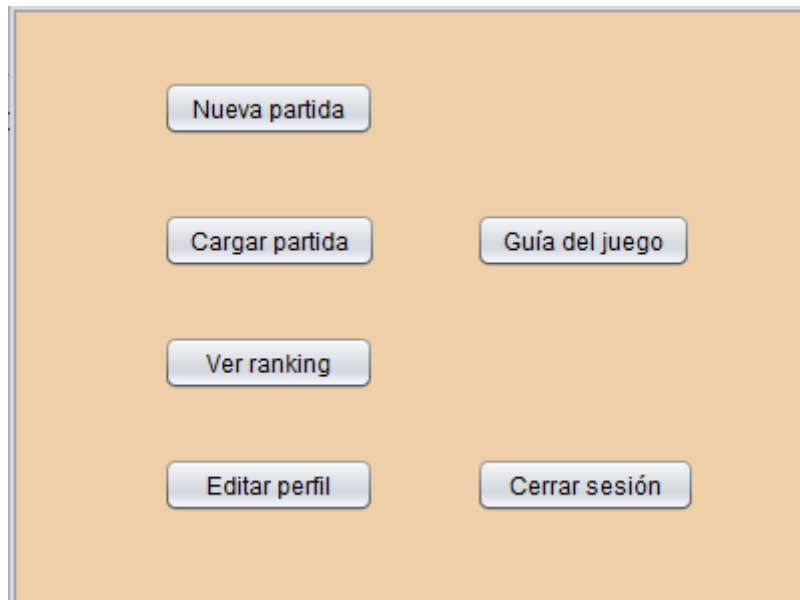 Nueva partida
Cargar partida
Guía del juego
Ver ranking
Editar perfil
Cerrar sesión